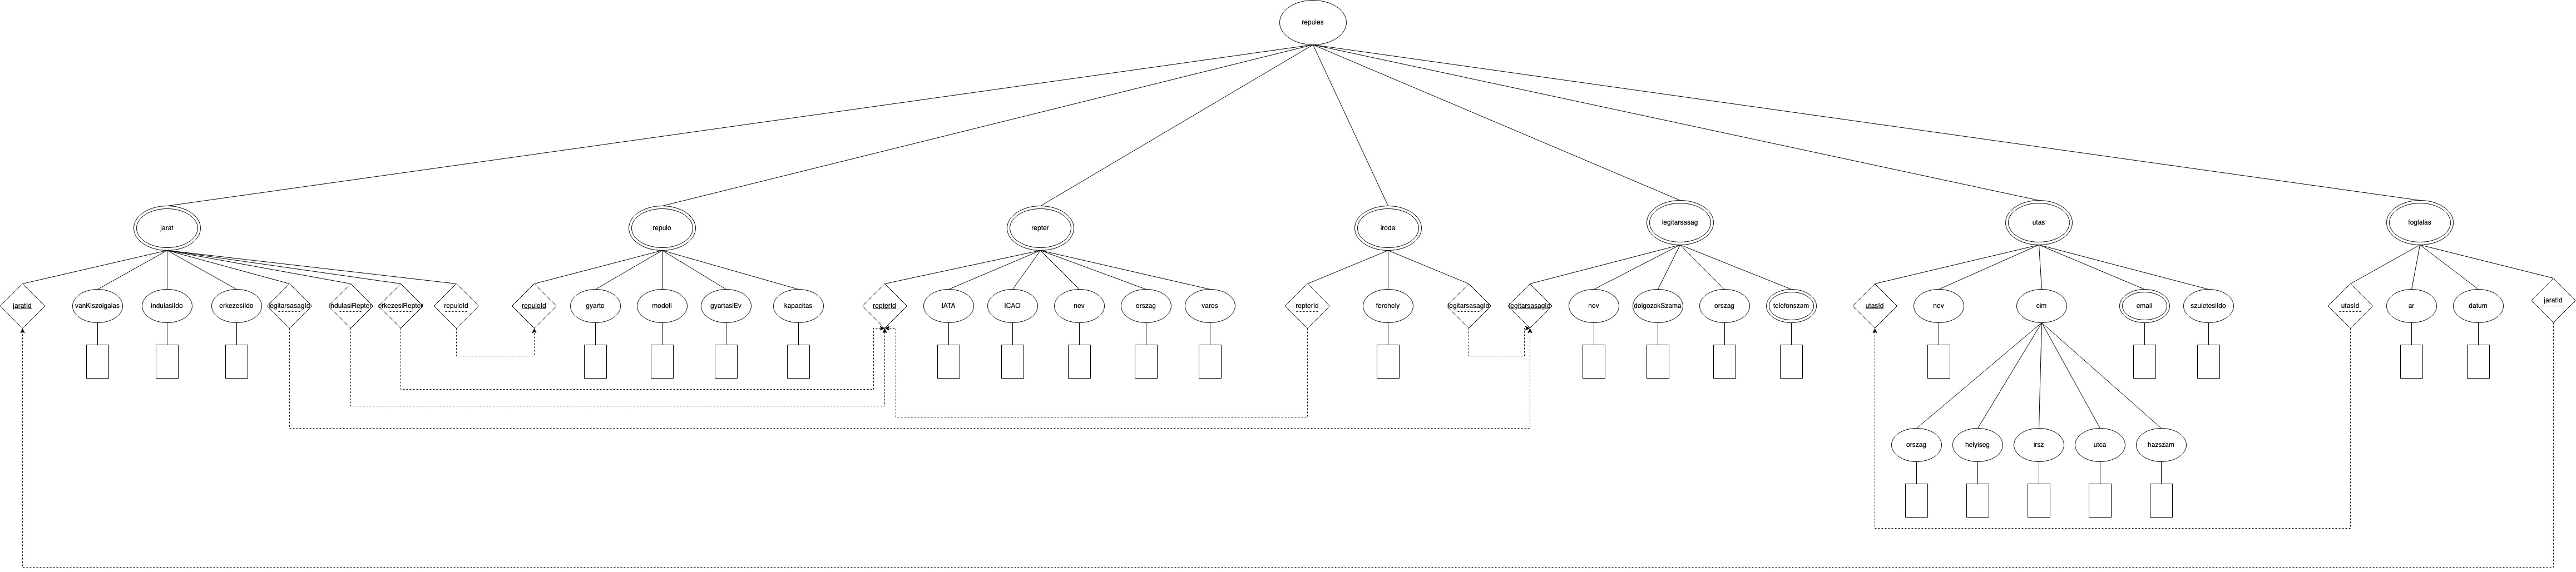 repules
jarat
repulo
repter
iroda
legitarsasag
utas
foglalas
jaratId
vanKiszolgalas
indulasiIdo
erkezesiIdo
legitarsasagId
indulasiRepter
erkezesiRepter
repuloId
repuloId
gyarto
modell
gyartasiEv
kapacitas
repterId
IATA
ICAO
nev
orszag
varos
repterId
ferohely
legitarsasagId
legitarsasagId
nev
dolgozokSzama
orszag
telefonszam
utasId
nev
cim
email
szuletesiIdo
utasId
ar
datum
jaratId
orszag
helyiseg
irsz
utca
hazszam